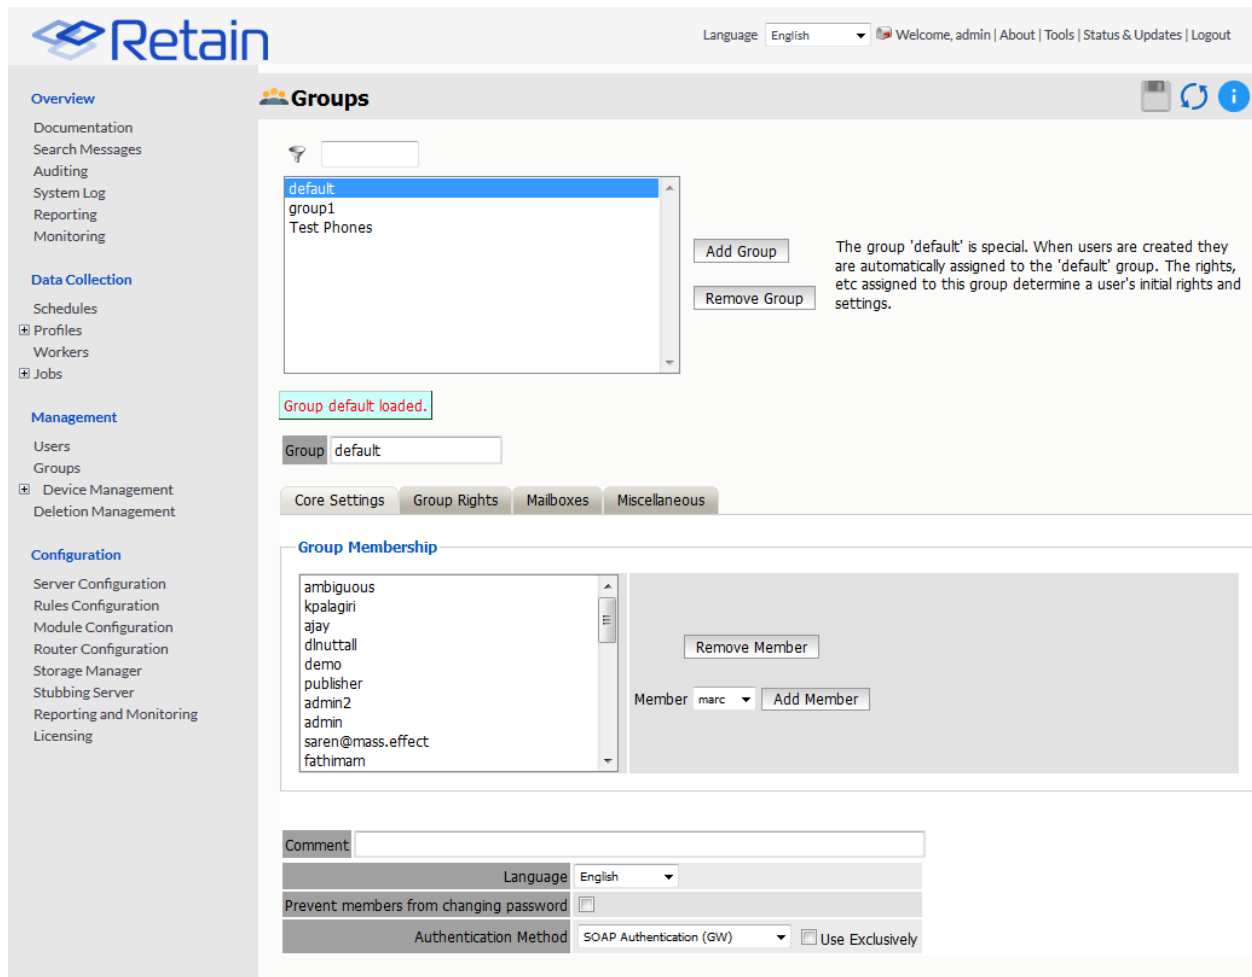 Retain
Language English Welcome, admin | About | Tools | Status & Updates | Logout
Overview
Documentation
Search Messages
Auditing
System Log
Reporting
Monitoring
Data Collection
Schedules
Profiles
Workers
Jobs
Management
Users
Groups
Device Management
Deletion Management
Configuration
Server Configuration
Rules Configuration
Module Configuration
Router Configuration
Storage Manager
Stubbing Server
Reporting and Monitoring
Licensing
Groups
default
group1
Test Phones
Add Group
Remove Group
The group 'default' is special. When users are created they
are automatically assigned to the 'default' group. The rights,
etc assigned to this group determine a user's initial rights and
settings.
Group default loaded.
Group default
Core Settings Group Rights Mailboxes Miscellaneous
Group Membership
ambiguous
kpalagiri
ajay
dlnuttall
demo
publisher
admin2
admin
saren@mass.effect
fathimam
Remove Member
Member marc Add Member
Comment
Language English
Prevent members from changing password
Authentication Method SOAP Authentication (GW) Use Exclusively